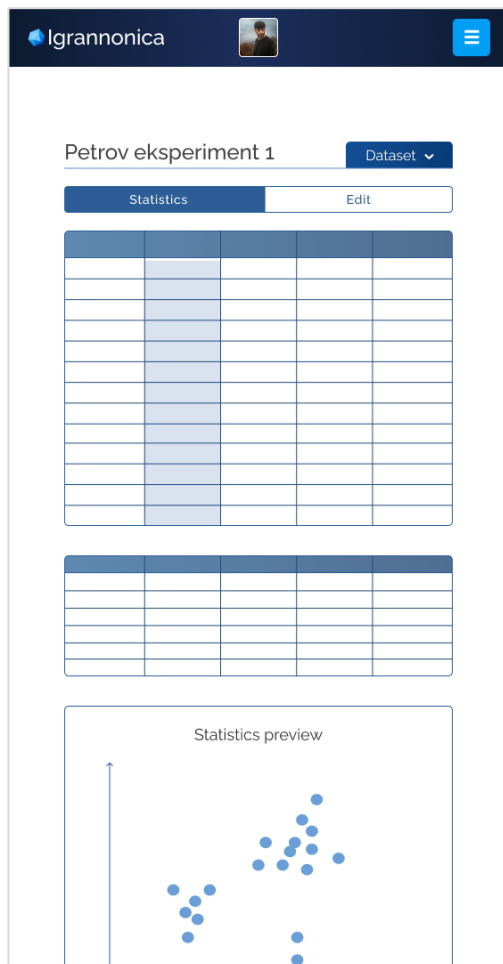 Igrannonica
Petrov eksperiment 1
Dataset
Statistics
Edit
Statistics preview